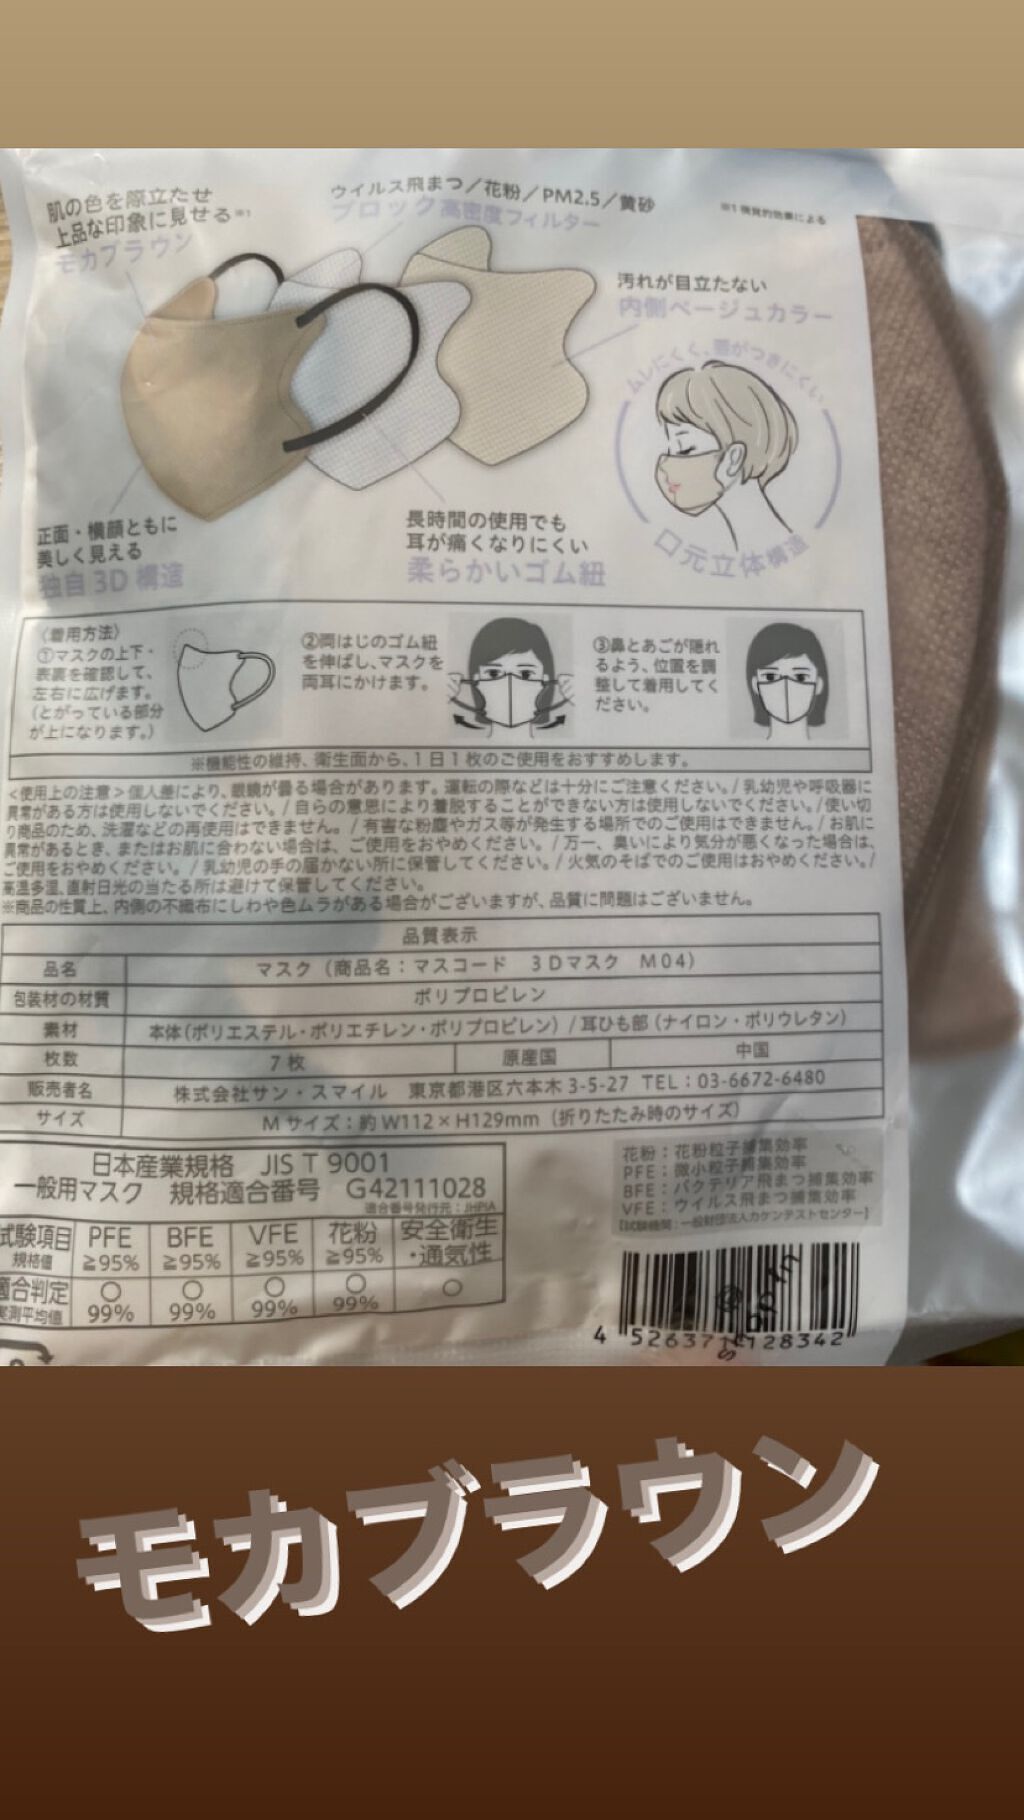 肌の色を際立たせ
上品な印象に見せる※1
モカブラウン
ウイルス飛まつ/花粉/PM2.5/黄砂
ブロック高密度フィルター
※1 視覚的効果による
汚れが目立たない
内側ベージュカラー
ムレにくく、唇がつきにくい
口元立体構造
正面・横顔ともに
美しく見える
独自3D構造
長時間の使用でも
耳が痛くなりにくい
柔らかいゴム紐
〈着用方法〉
①マスクの上下・
表裏を確認して、
左右に広げます。
(とがっている部分
が上になります。)
②両はじのゴム紐
を伸ばし、マスクを
両耳にかけます。
③鼻とあごが隠れ
るよう、位置を調
整して着用してく
ださい。
※機能性の維持、衛生面から、1日1枚のご使用をおすすめします。
<使用上の注意>個人差により、眼鏡が曇る場合があります。運転の際などは十分にご注意ください。/乳幼児や呼吸器に
異常がある方は使用しないでください。/自らの意思により着脱することができない方は使用しないでください。/使い切
り商品のため、洗濯などの再使用はできません。/有害な粉塵やガス等が発生する場所でのご使用はできません。/お肌に
異常があるとき、またはお肌に合わない場合は、ご使用をおやめください。/万一、臭いにより気分が悪くなった場合は、
ご使用をおやめください。/乳幼児の手の届かない所に保管してください。/火気のそばでのご使用はおやめください。/
高温多湿、直射日光の当たる所は避けて保管してください。
※商品の性質上、内側の不織布にしわや色ムラがある場合がございますが、品質に問題はございません。
品質表示
品名 マスク(商品名:マスコード 3Dマスク M04)
包装材の材質 ポリプロピレン
素材 本体(ポリエステル・ポリエチレン・ポリプロピレン)/耳ひも部(ナイロン・ポリウレタン)
枚数 7枚 原産国 中国
販売者名 株式会社サン・スマイル 東京都港区六本木3-5-27 TEL:03-6672-6480
サイズ Mサイズ:約W112×H129mm(折りたたみ時のサイズ)
日本産業規格 JIS T 9001
一般用マスク 規格適合番号 G42111028
適合番号発行元:JHPIA
試験項目 PFE BFE VFE 花粉 安全衛生
規格値 ≧95% ≧95% ≧95% ≧95% ・通気性
適合判定 ○ ○ ○ ○ ○
実測平均値 99% 99% 99% 99%
花粉:花粉粒子捕集効率
PFE:微小粒子捕集効率
BFE:バクテリア飛まつ捕集効率
VFE:ウイルス飛まつ捕集効率
【試験機関:一般財団法人カケンテストセンター】
4 526371 128342
モカブラウン